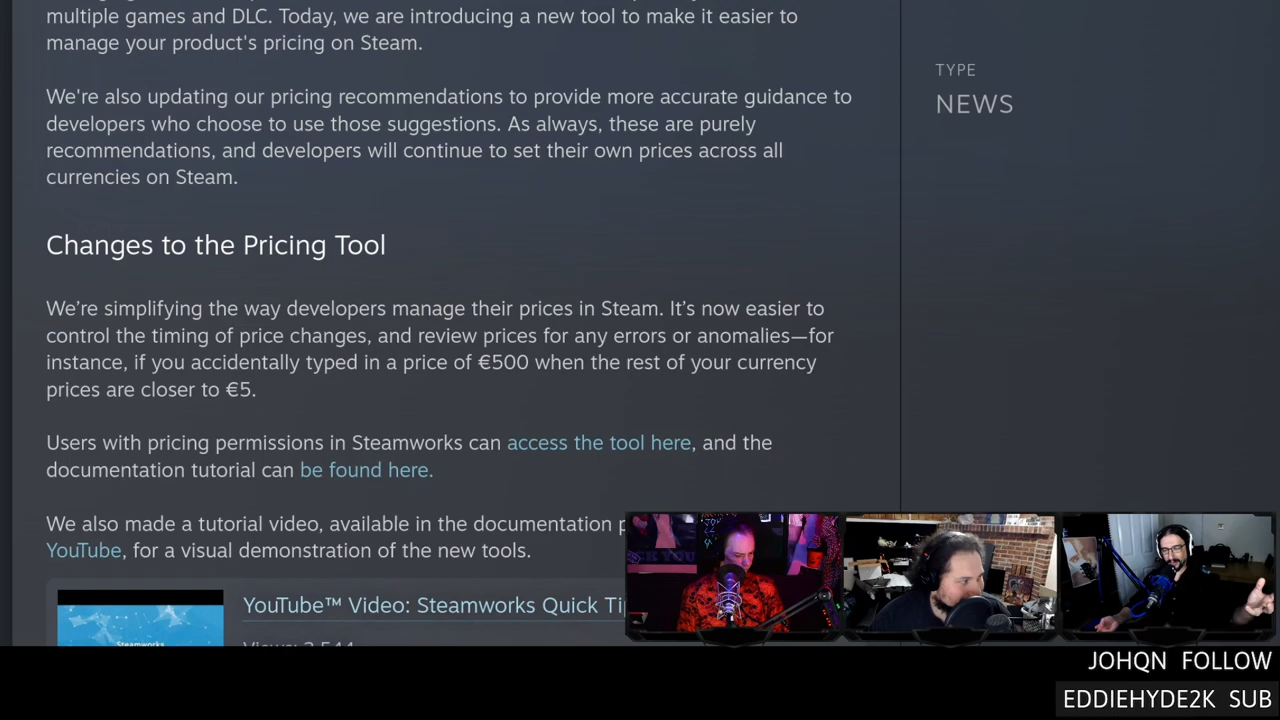 multiple games and DLC. Today, we are introducing a new tool to make it easier to
manage your product's pricing on Steam.
We're also updating our pricing recommendations to provide more accurate guidance to
developers who choose to use those suggestions. As always, these are purely
recommendations, and developers will continue to set their own prices across all
currencies on Steam.
TYPE
NEWS
Changes to the Pricing Tool
We’re simplifying the way developers manage their prices in Steam. It’s now easier to
control the timing of price changes, and review prices for any errors or anomalies—for
instance, if you accidentally typed in a price of €500 when the rest of your currency
prices are closer to €5.
Users with pricing permissions in Steamworks can access the tool here, and the
documentation tutorial can be found here.
We also made a tutorial video, available in the documentation
YouTube, for a visual demonstration of the new tools.
YouTube™ Video: Steamworks Quick
Steamworks
JOHQN FOLLOW
EDDIEHYDE2K SUB